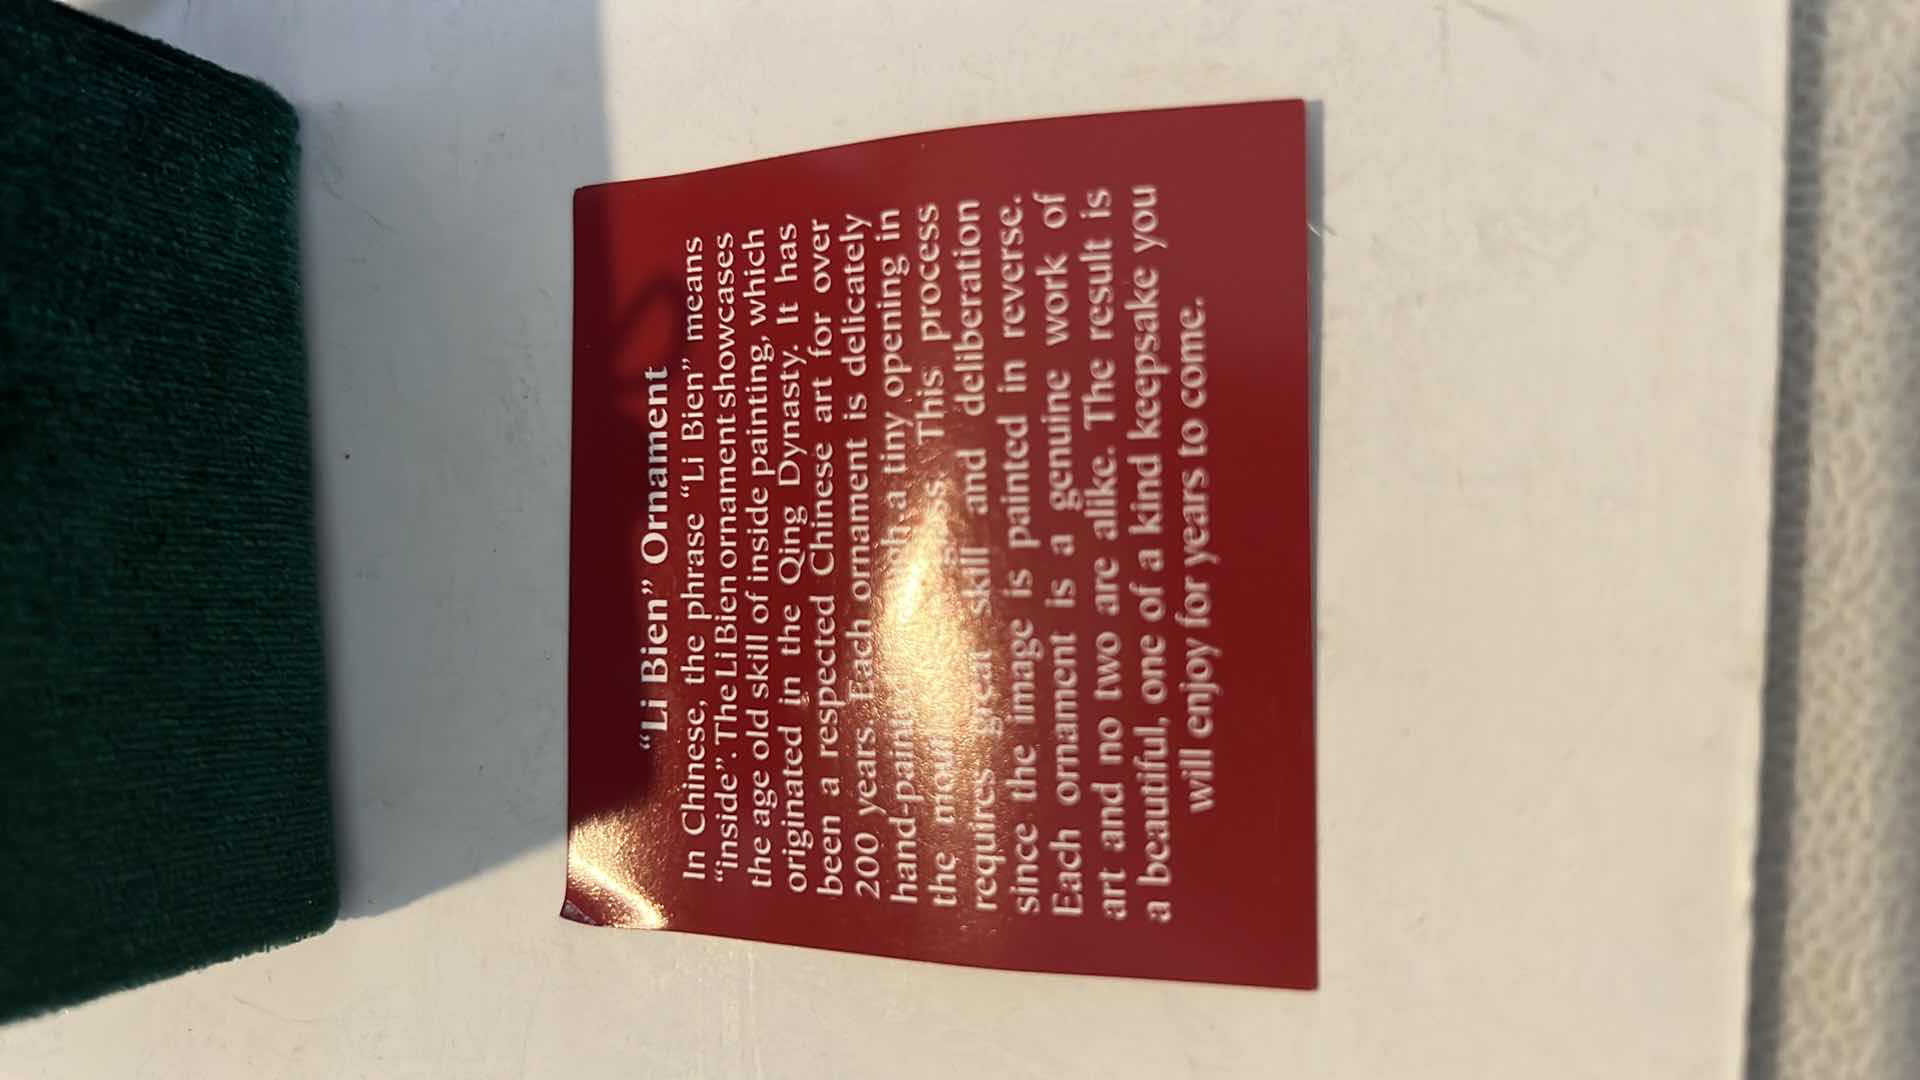 “Li Bien” Ornament
In Chinese, the phrase “Li Bien” means
“inside”. The Li Bien ornament showcases
the age old skill of inside painting, which
originated in the Qing Dynasty. It has
been a respected Chinese art for over
200 years. Each ornament is delicately
hand-painted through a tiny opening in
the mouth glass. This process
requires great skill and deliberation
since the image is painted in reverse.
Each ornament is a genuine work of
art and no two are alike. The result is
a beautiful, one of a kind keepsake you
will enjoy for years to come.